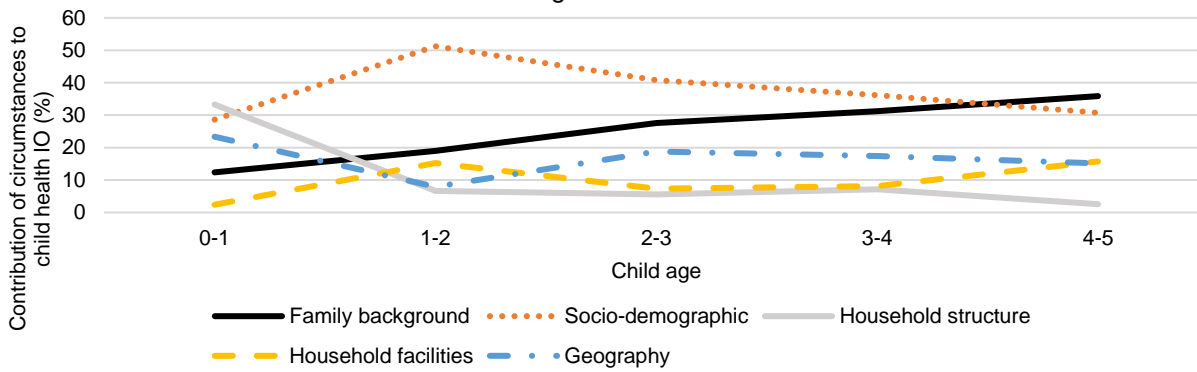 60
50
40
30
20
10
0
Contribution of circumstances to
child health IO (%)
0-1 1-2 2-3 3-4 4-5
Child age
Family background Socio-demographic Household structure
Household facilities Geography